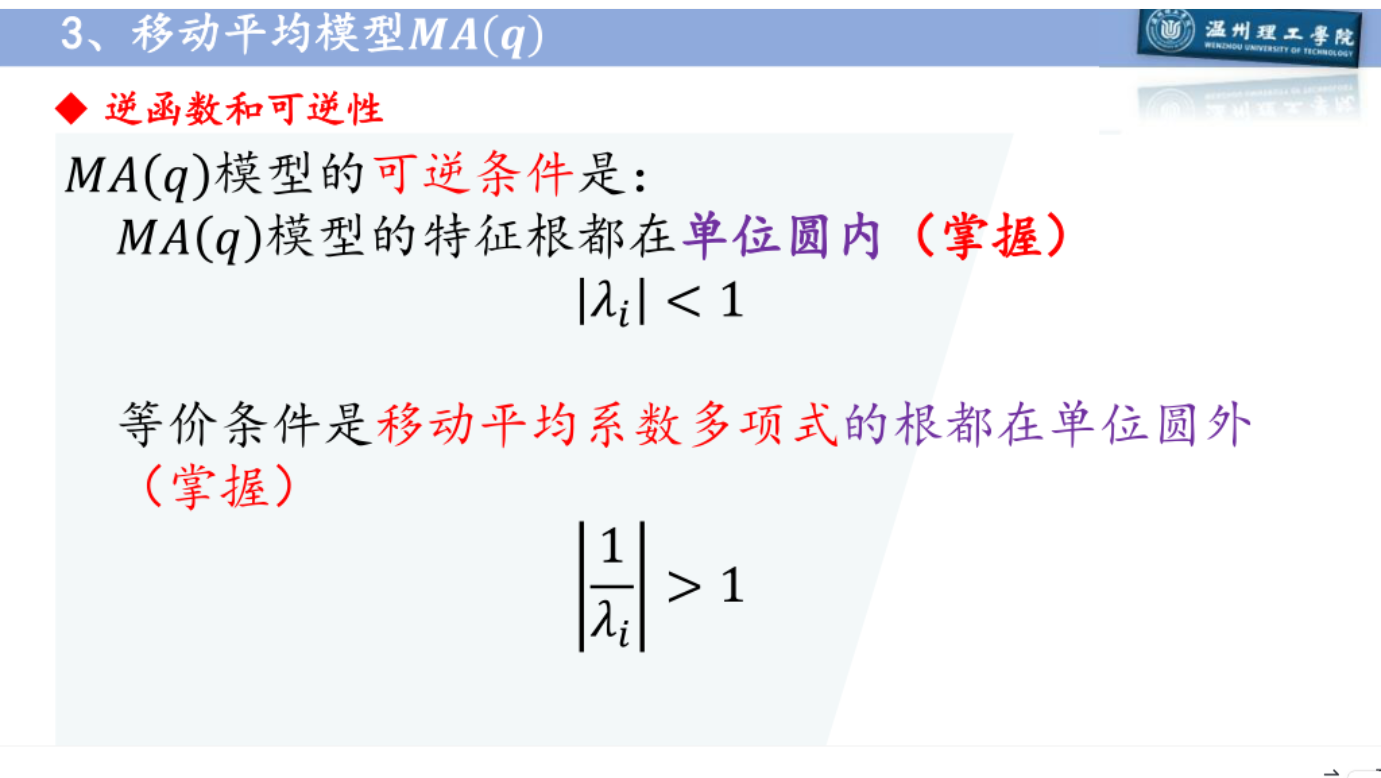 3、移动平均模型MA(q)
温州理工学院
WENZHOU UNIVERSITY OF TECHNOLOGY
◆ 逆函数和可逆性
MA(q)模型的可逆条件是：
MA(q)模型的特征根都在单位圆内（掌握）
|λᵢ| < 1
等价条件是移动平均系数多项式的根都在单位圆外
（掌握）
|1/λᵢ| > 1